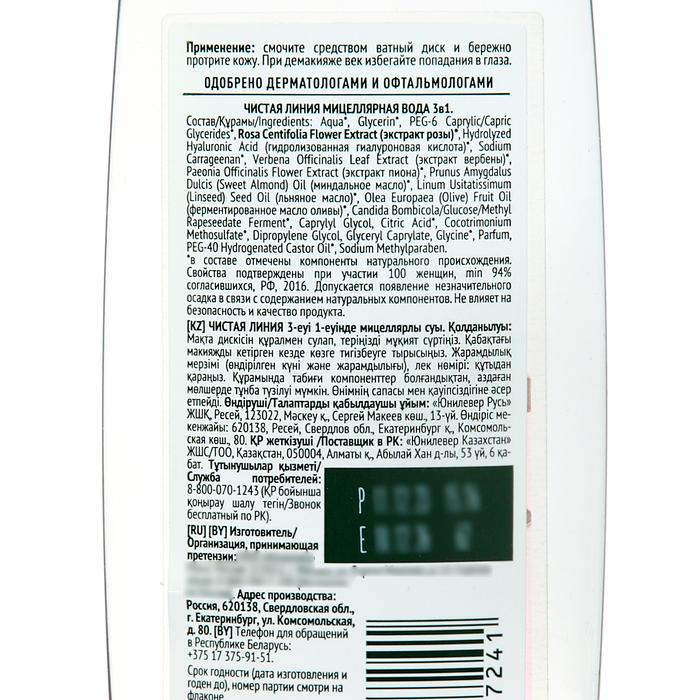 Применение: смочите средством ватный диск и бережно
протрите кожу. При демакияже век избегайте попадания в глаза.
ОДОБРЕНО ДЕРМАТОЛОГАМИ И ОФТАЛЬМОЛОГАМИ
ЧИСТАЯ ЛИНИЯ МИЦЕЛЛЯРНАЯ ВОДА 3в1.
Состав/Құрамы/Ingredients: Aqua*, Glycerin*, PEG-6 Caprylic/Capric
Glycerides*, Rosa Centifolia Flower Extract (экстракт розы)*, Hydrolyzed
Hyaluronic Acid (гидролизованная гиалуроновая кислота)*, Sodium
Carrageenan*, Verbena Officinalis Leaf Extract (экстракт вербены)*,
Paeonia Officinalis Flower Extract (экстракт пиона)*, Prunus Amygdalus
Dulcis (Sweet Almond) Oil (миндальное масло)*, Linum Usitatissimum
(Linseed) Seed Oil (льняное масло)*, Olea Europaea (Olive) Fruit Oil
(ферментированное масло оливы)*, Candida Bombicola/Glucose/Methyl
Rapeseedate Ferment*, Caprylyl Glycol, Citric Acid*, Cocotrimonium
Methosulfate*, Dipropylene Glycol, Glyceryl Caprylate, Glycine*, Parfum,
PEG-40 Hydrogenated Castor Oil*, Sodium Methylparaben.
*в составе отмечены компоненты натурального происхождения.
Свойства подтверждены при участии 100 женщин, min 94%
согласившихся, РФ, 2016. Допускается появление незначительного
осадка в связи с содержанием натуральных компонентов. Не влияет на
безопасность и качество продукта.
[KZ] ЧИСТАЯ ЛИНИЯ 3-еуі 1-еуінде мицеллярлы суы. Қолданылуы:
Мақта дискісін құралмен сулап, теріңізді мұқият сүртіңіз. Қабақтағы
макияжды кетірген кезде көзге тигізбеуге тырысыңыз. Жарамдылық
мерзімі (өндірілген күні және жарамдылығы), лек нөмірі: құтыдан
қараңыз. Құрамында табиғи компоненттер болғандықтан, аздаған
мөлшерде тұнба түзілуі мүмкін. Өнімнің сапасы мен қауіпсіздігіне әсер
етпейді. Өндіруші/Талаптарды қабылдаушы ұйым: «Юнилевер Русь»
ЖШҚ, Ресей, 123022, Мәскеу қ., Сергей Макеев көш., 13-үй. Өндіріс ме-
кенжайы: 620138, Ресей, Свердлов обл., Екатеринбург қ., Комсомоль-
ская көш., 80. ҚР жеткізуші /Поставщик в РК: «Юнилевер Казахстан»
ЖШС/ТОО, Қазақстан, 050004, Алматы қ., Абылай Хан д-лы, 53 үй, 6 қа-
бат. Тұтынушылар қызметі/
Служба потребителей:
8-800-070-1243 (ҚР бойынша
қоңырау шалу тегін/Звонок
бесплатный по РК).
P
E
[RU] [BY] Изготовитель/
Организация, принимающая
претензии:
Адрес производства:
Россия, 620138, Свердловская обл.,
г. Екатеринбург, ул. Комсомольская,
д. 80. [BY] Телефон для обращений
в Республике Беларусь:
+375 17 375-91-51.
Срок годности (дата изготовления и
годен до), номер партии смотри на
флаконе.
7241